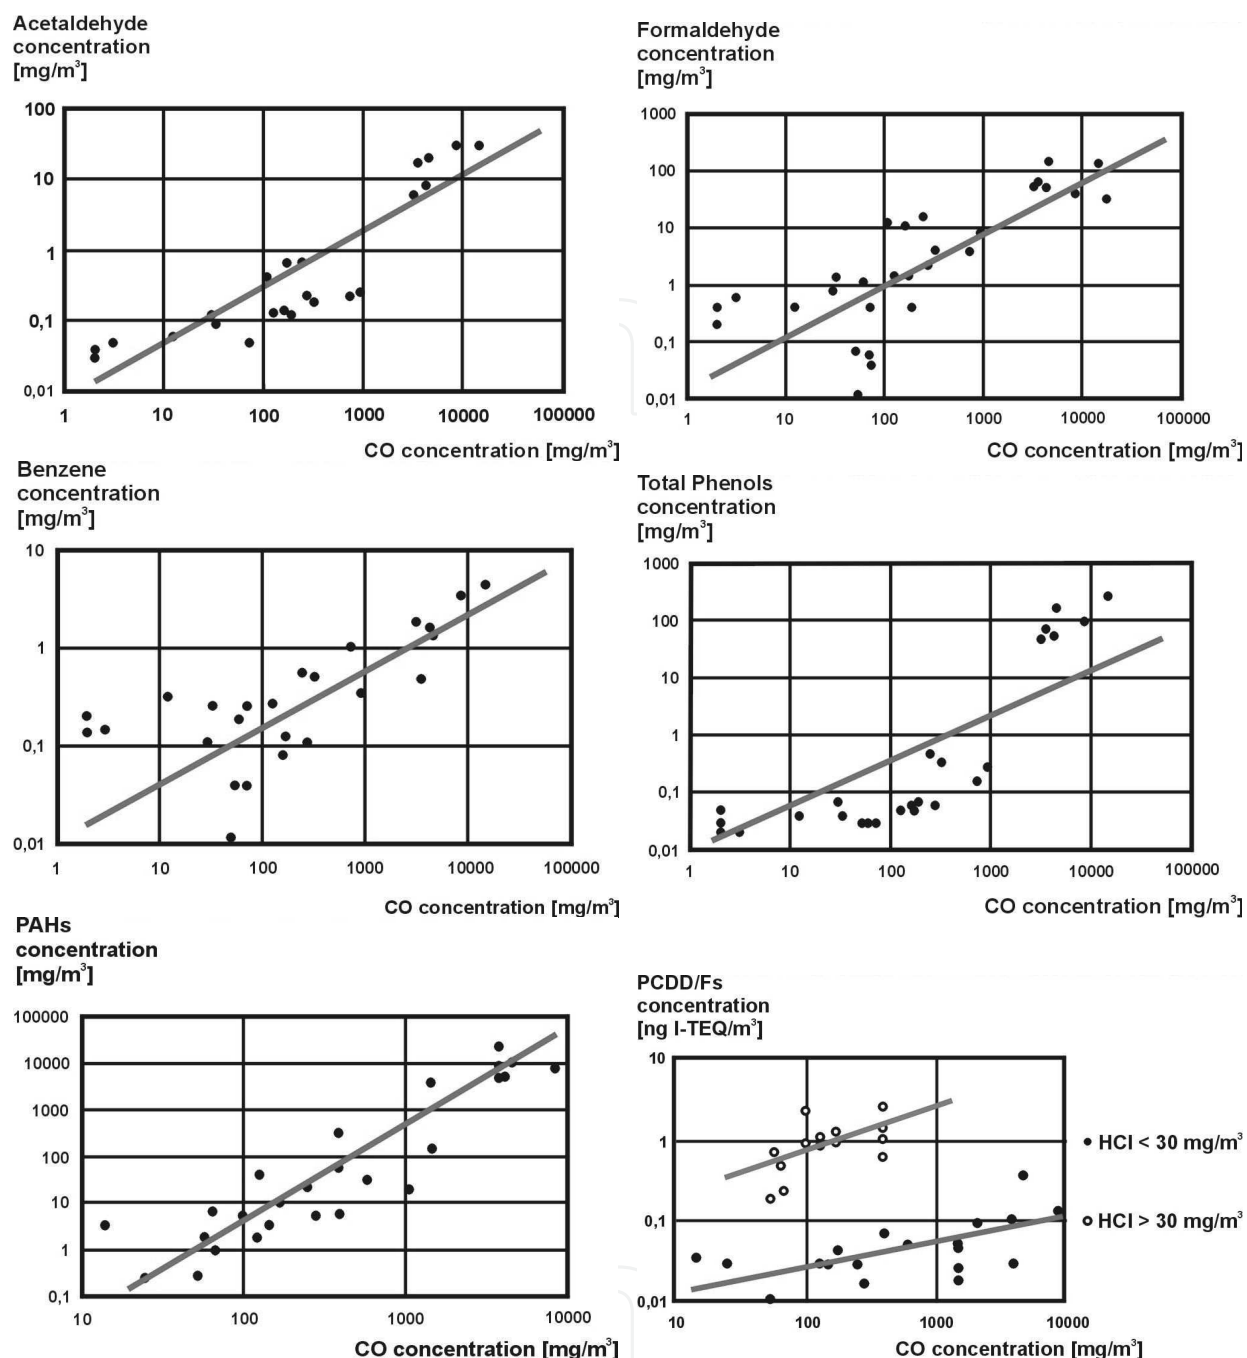 Acetaldehyde
concentration
[mg/m³]
100
10
1
0,1
0,01
1 10 100 1000 10000 100000
CO concentration [mg/m³]
Formaldehyde
concentration
[mg/m³]
1000
100
10
1
0,1
0,01
1 10 100 1000 10000 100000
CO concentration [mg/m³]
Benzene
concentration
[mg/m³]
10
1
0,1
0,01
1 10 100 1000 10000 100000
CO concentration [mg/m³]
Total Phenols
concentration
[mg/m³]
1000
100
10
1
0,1
0,01
1 10 100 1000 10000 100000
CO concentration [mg/m³]
PAHs
concentration
[mg/m³]
100000
10000
1000
100
10
1
0,1
10 100 1000 10000
CO concentration [mg/m³]
PCDD/Fs
concentration
[ng I-TEQ/m³]
10
1
0,1
0,01
10 100 1000 10000
CO concentration [mg/m³]
HCl < 30 mg/m³
HCl > 30 mg/m³